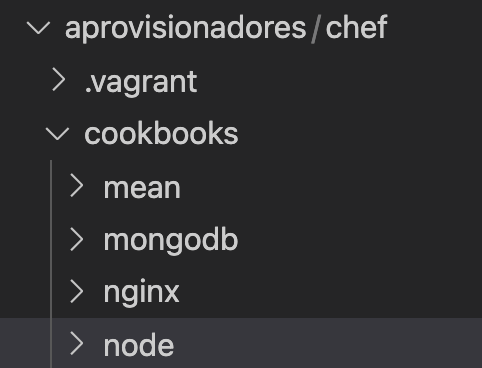 aprovisionadores/chef
.vagrant
cookbooks
mean
mongodb
nginx
node